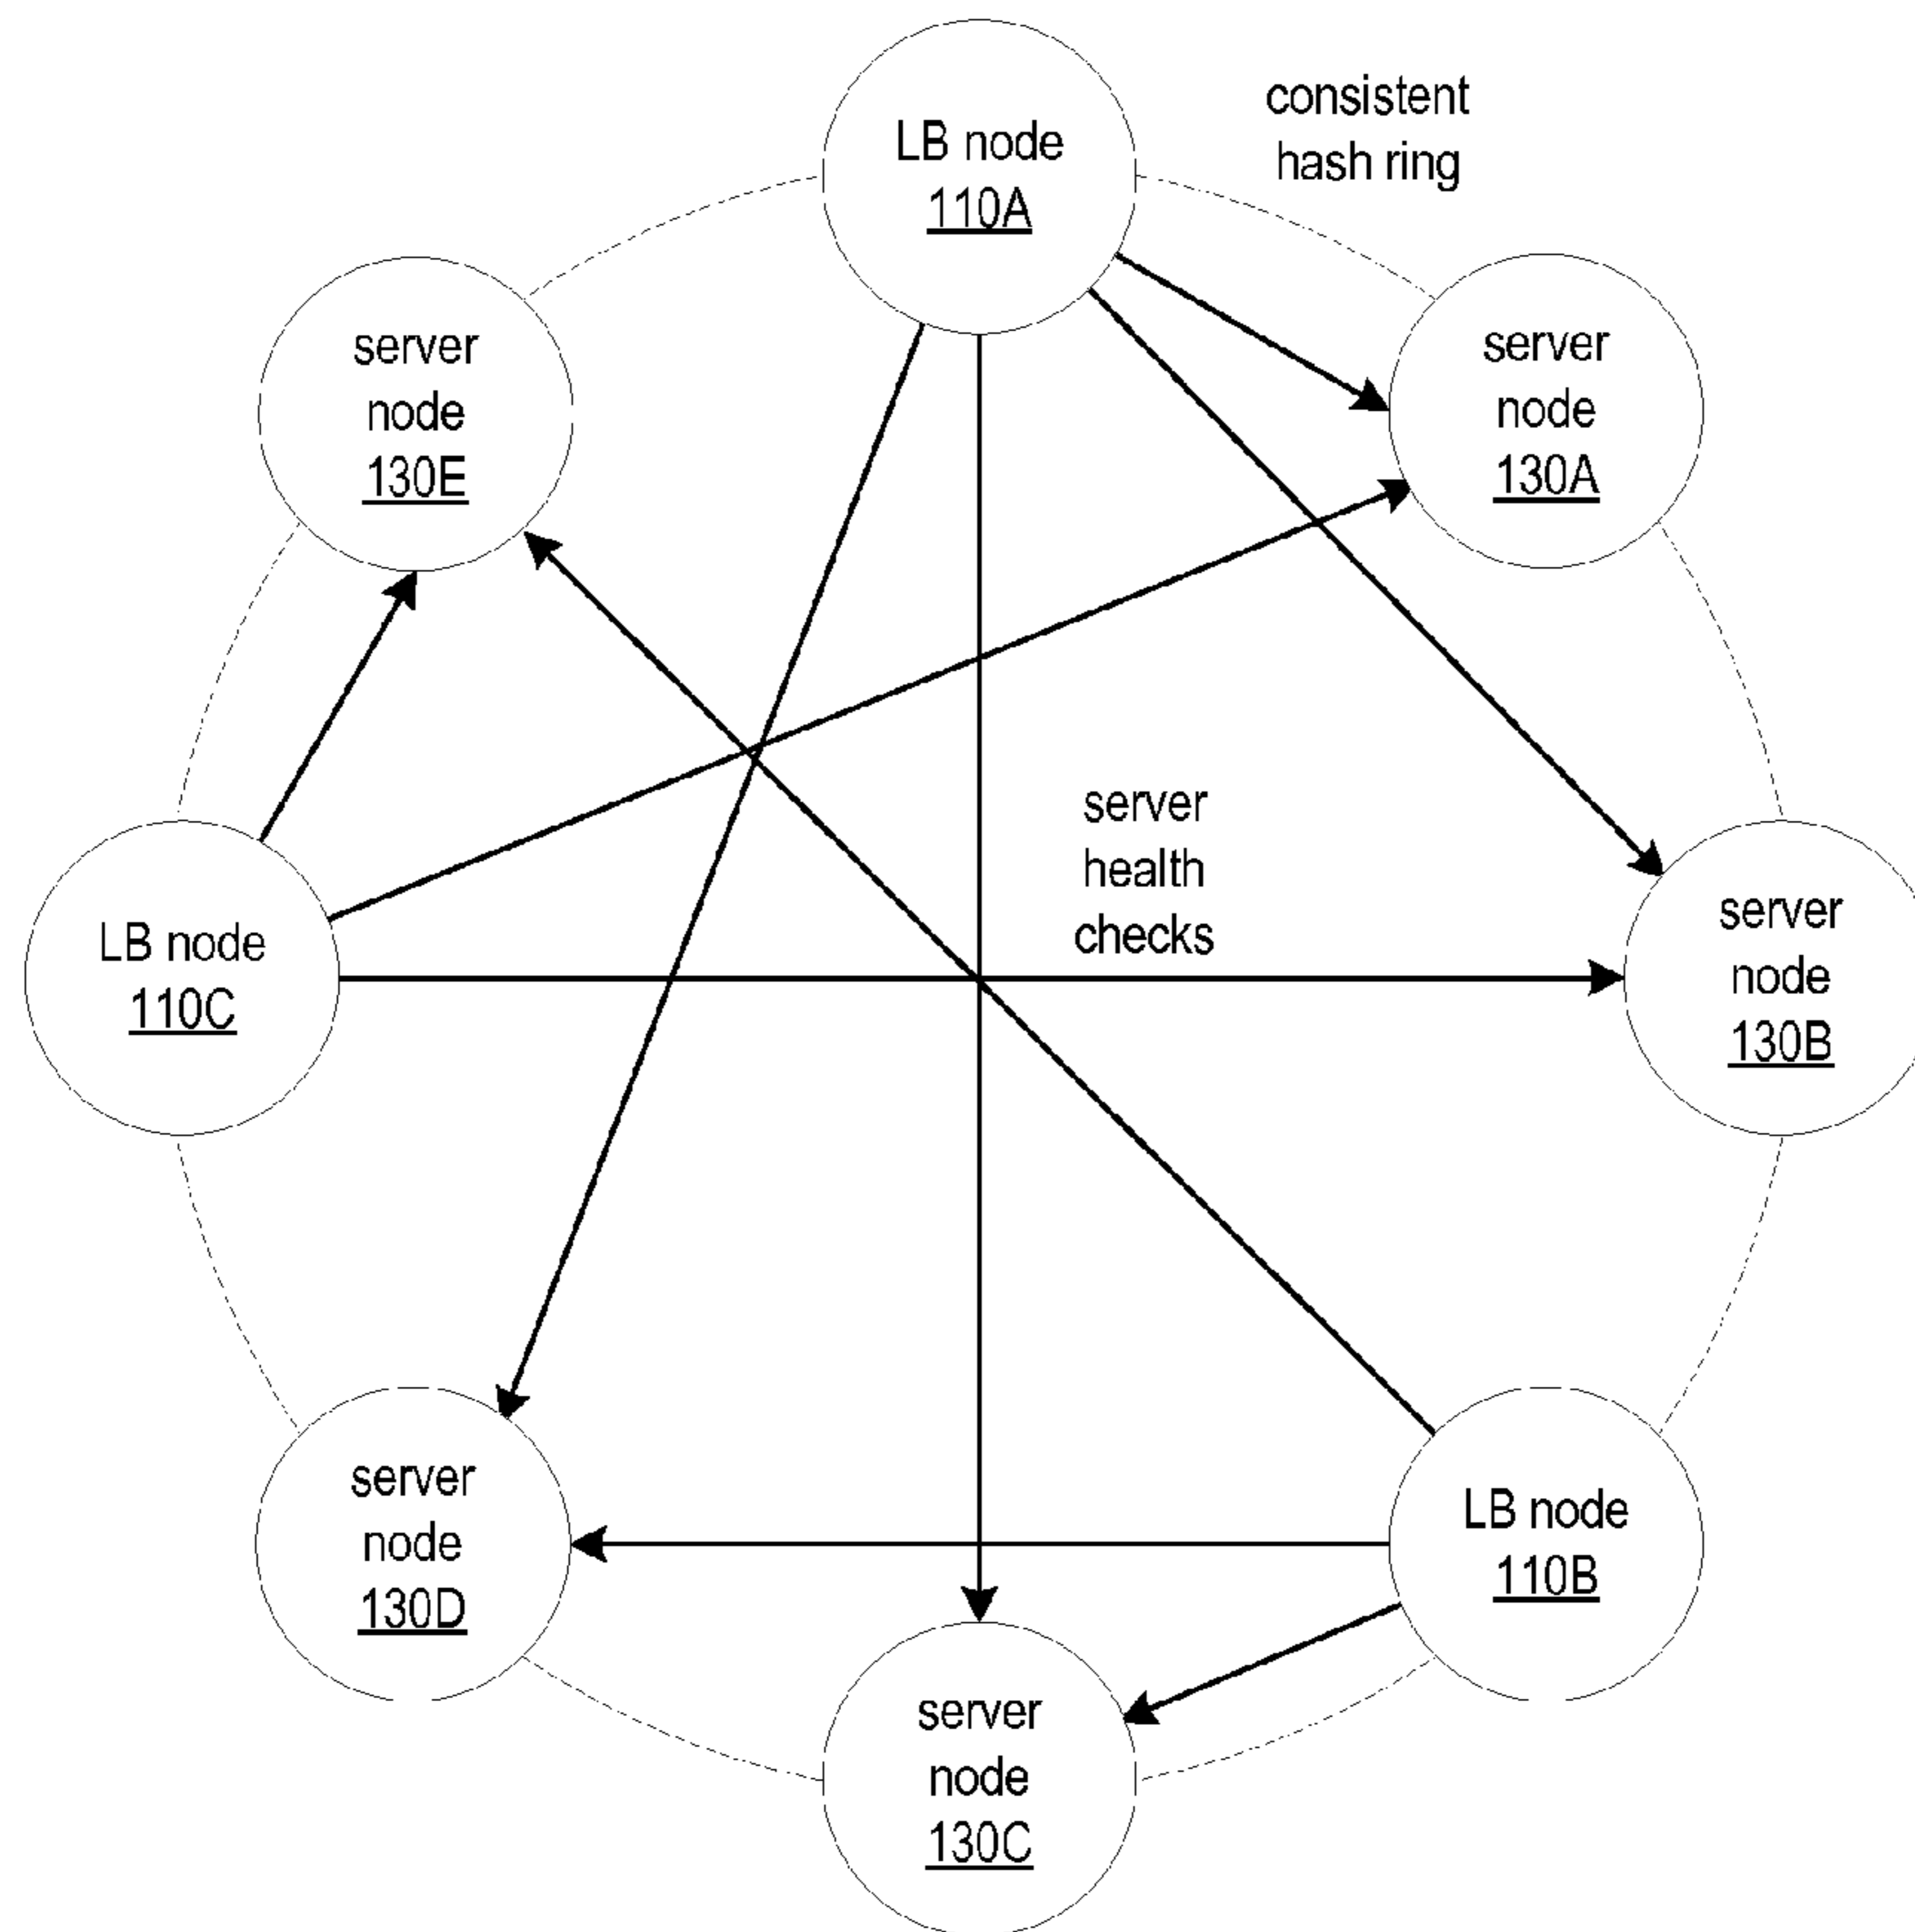 LB node
110A
consistent
hash ring
server
node
130E
server
node
130A
server
health
checks
LB node
110C
server
node
130B
server
node
130D
LB node
110B
server
node
130C